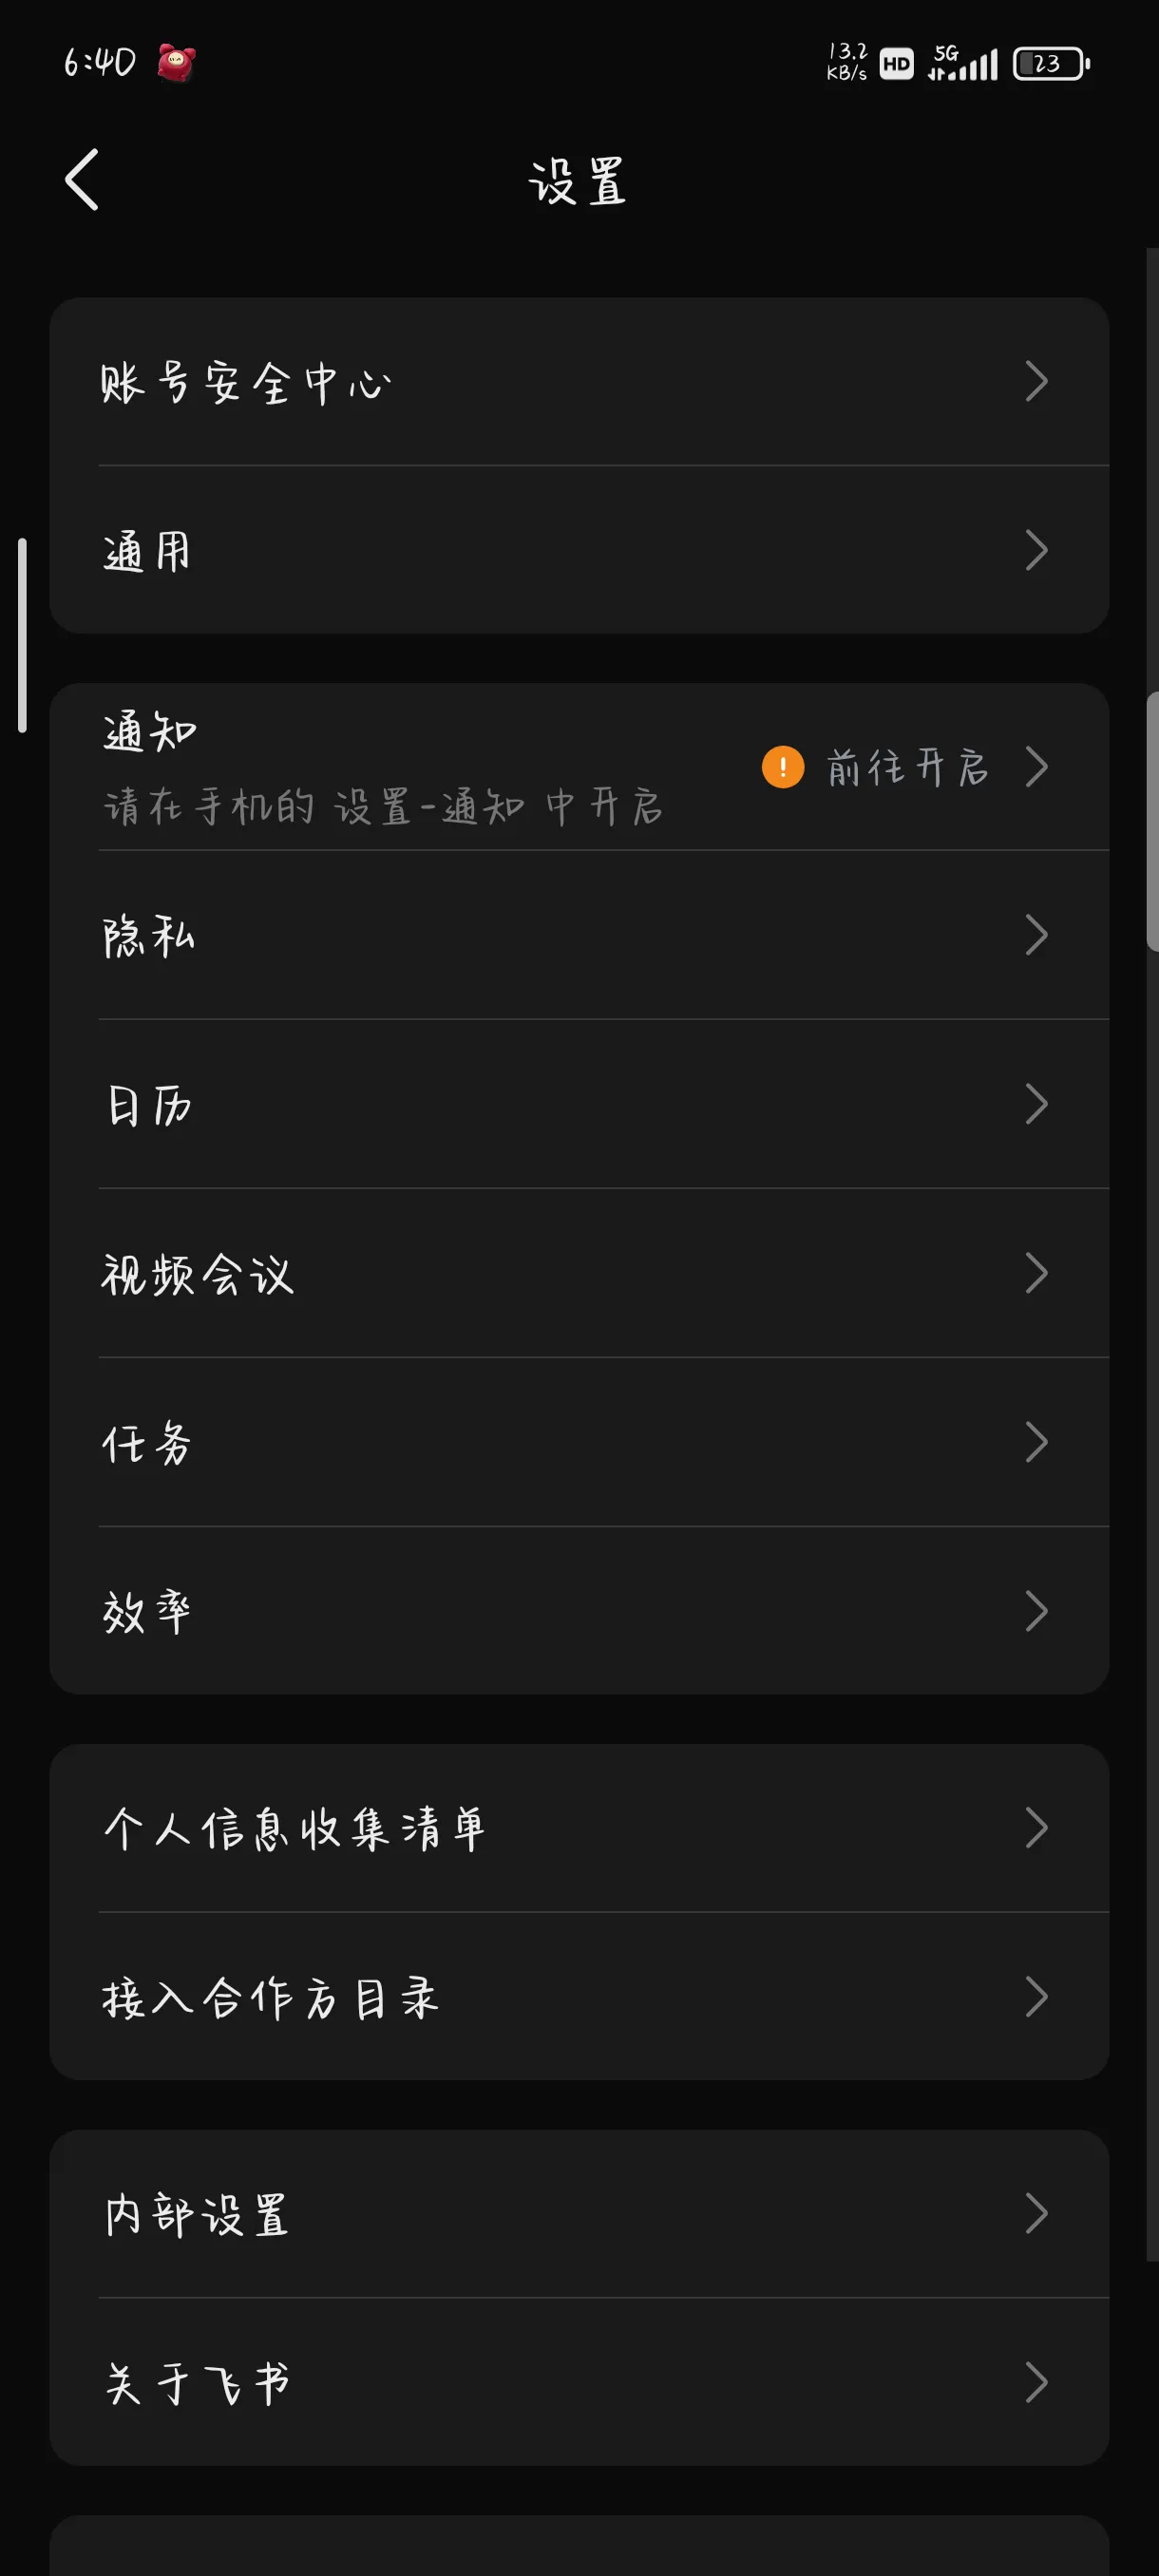 6:40
13.2 KB/s HD 5G 23
设置
账号安全中心
通用
通知
请在手机的 设置-通知 中开启
前往开启
隐私
日历
视频会议
任务
效率
个人信息收集清单
接入合作方目录
内部设置
关于飞书